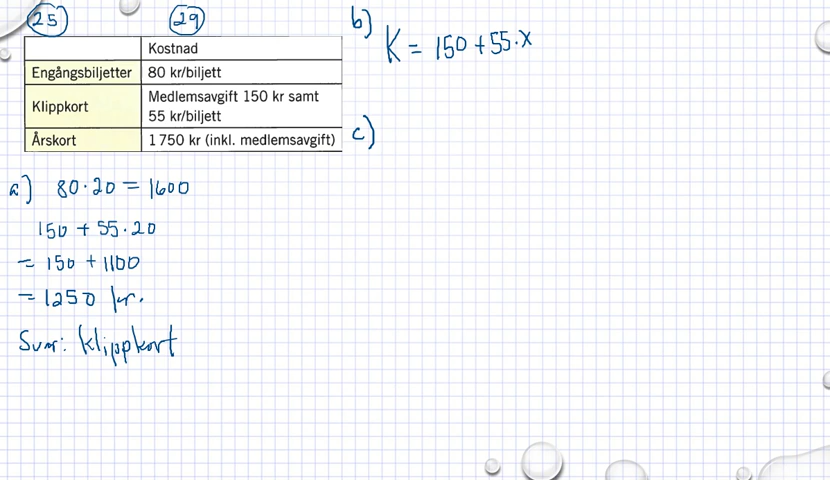 25 29
Kostnad
Engångsbiljetter 80 kr/biljett
Klippkort Medlemsavgift 150 kr samt
55 kr/biljett
Årskort 1 750 kr (inkl. medlemsavgift)
a) 80·20 = 1600
150 + 55·20
= 150 + 1100
= 1250 kr.
Svar: klippkort
b) K = 150 + 55·x
c)